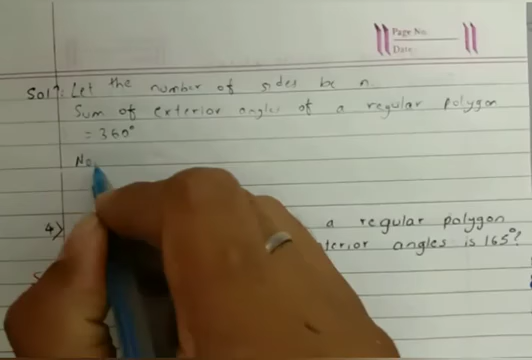 Page No.
Date
Solⁿ: Let the number of sides be n.
Sum of exterior angles of a regular polygon
= 360°
No
4) a regular polygon
terior angles is 165°?